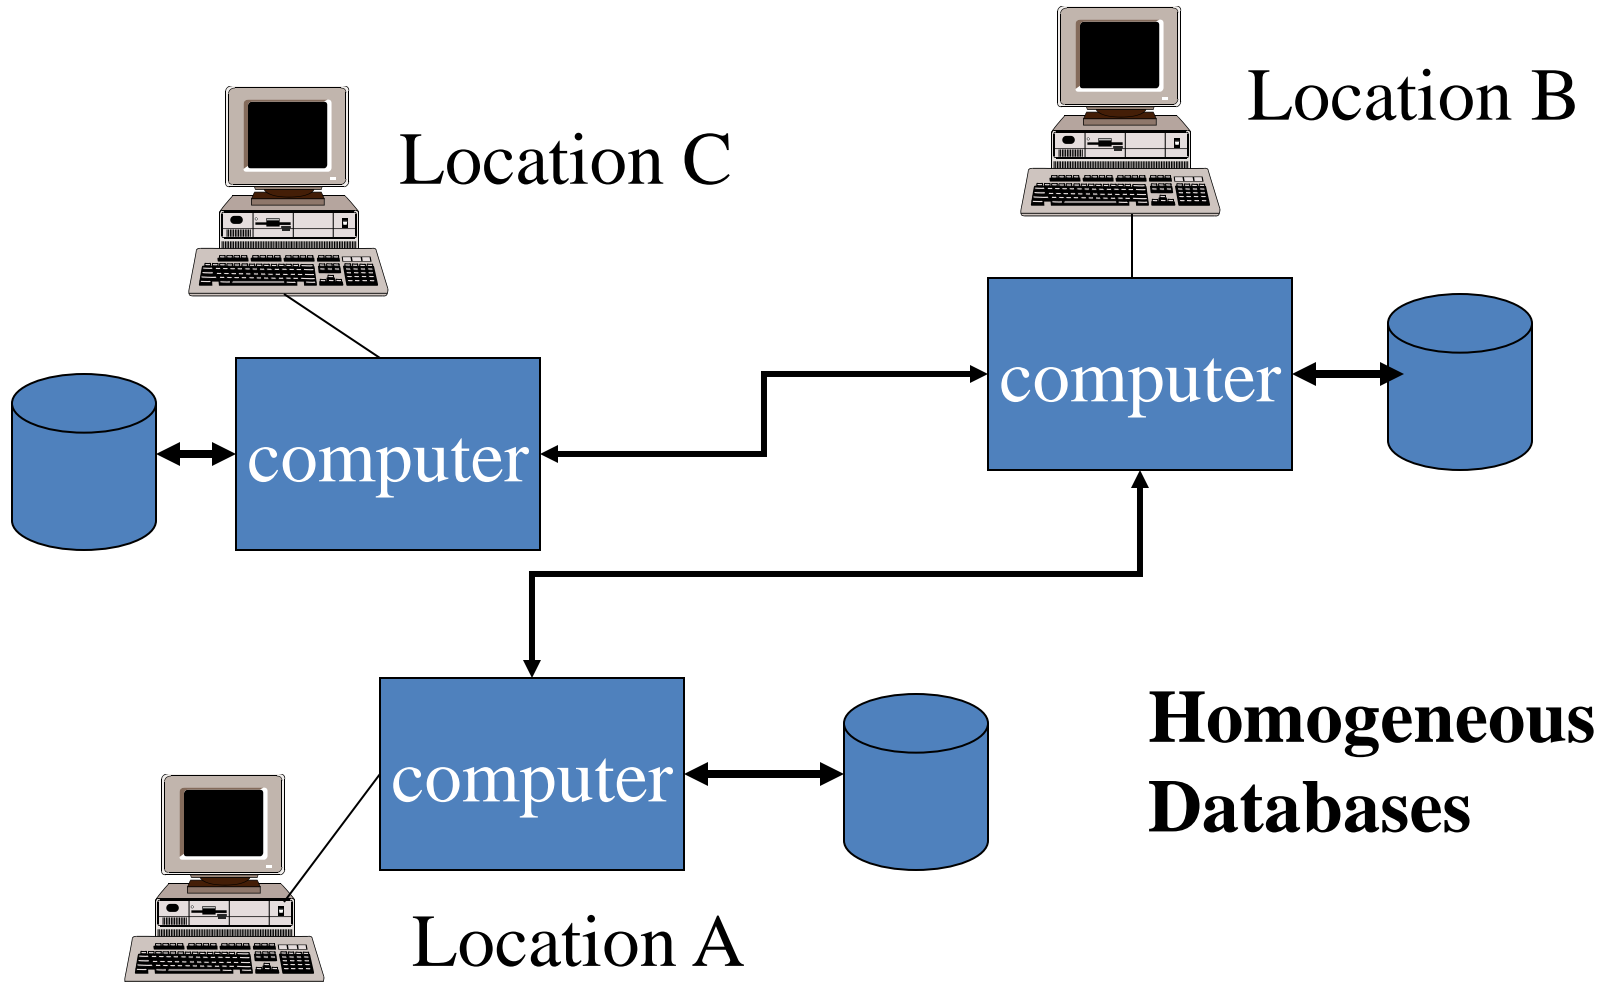 Location B
Location C
computer
computer
computer
Homogeneous
Databases
Location A